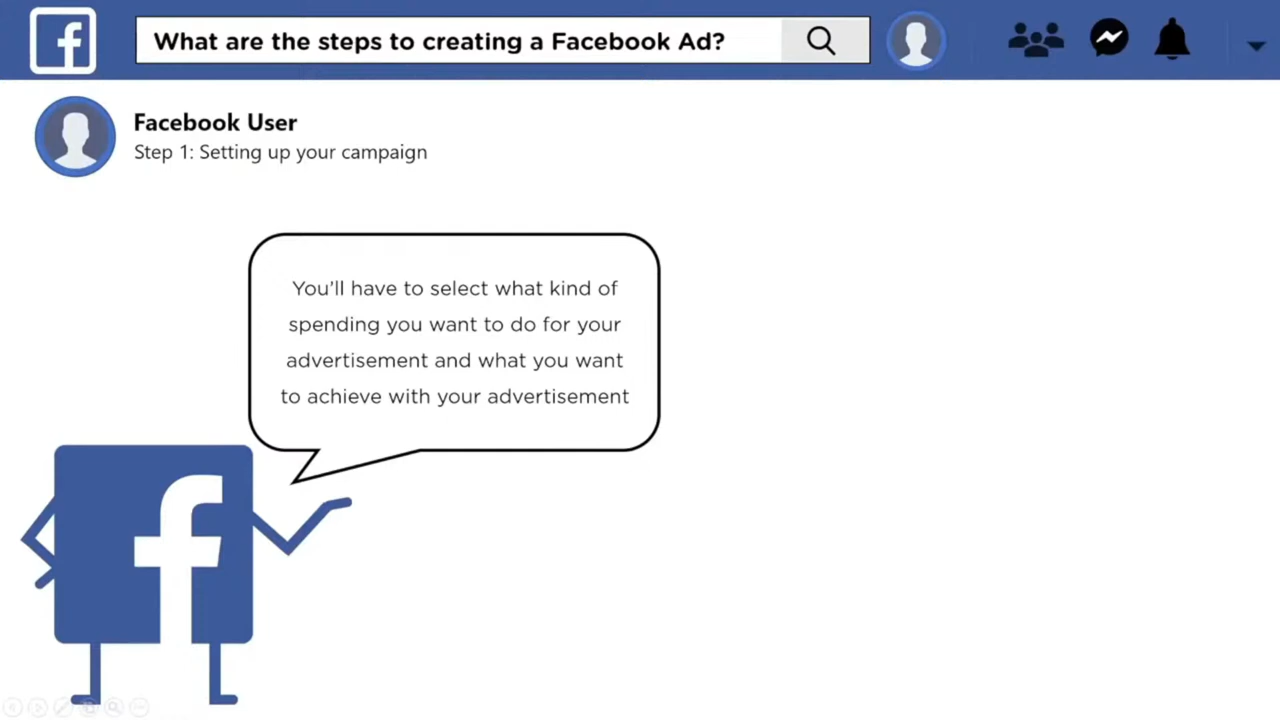 What are the steps to creating a Facebook Ad?
Facebook User
Step 1: Setting up your campaign
You'll have to select what kind of
spending you want to do for your
advertisement and what you want
to achieve with your advertisement